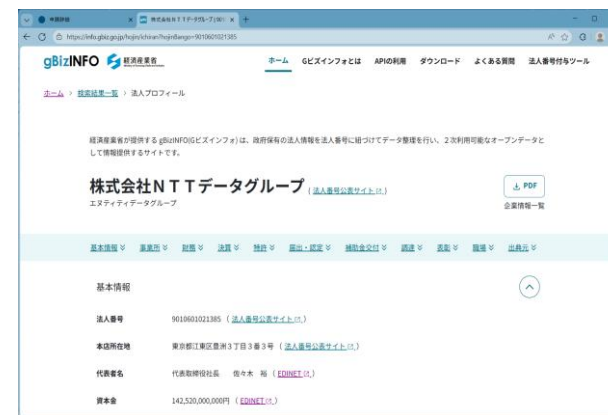 株式会社ＮＴＴデータグループ(001
https://info.gbiz.go.jp/hojin/ichiran?hojinBango=9010601021385
gBizINFO 経済産業省 ホーム Gビズインフォとは APIの利用 ダウンロード よくある質問 法人番号付与ツール
ホーム 検索結果一覧 法人プロフィール
経済産業省が提供する gBizINFO(Gビズインフォ) は、政府保有の法人情報を法人番号に紐づけてデータ整理を行い、２次利用可能なオープンデータと
して情報提供するサイトです。
株式会社ＮＴＴデータグループ ( 法人番号公表サイト )
PDF
エヌティティデータグループ
企業情報一覧
基本情報 事業所 財務 決算 特許 届出・認定 補助金交付 調達 表彰 職場 出典元
基本情報
法人番号 9010601021385 ( 法人番号公表サイト )
本店所在地 東京都江東区豊洲３丁目３番３号 ( 法人番号公表サイト )
代表者名 代表取締役社長 佐々木 裕 ( EDINET )
資本金 142,520,000,000円 ( EDINET )